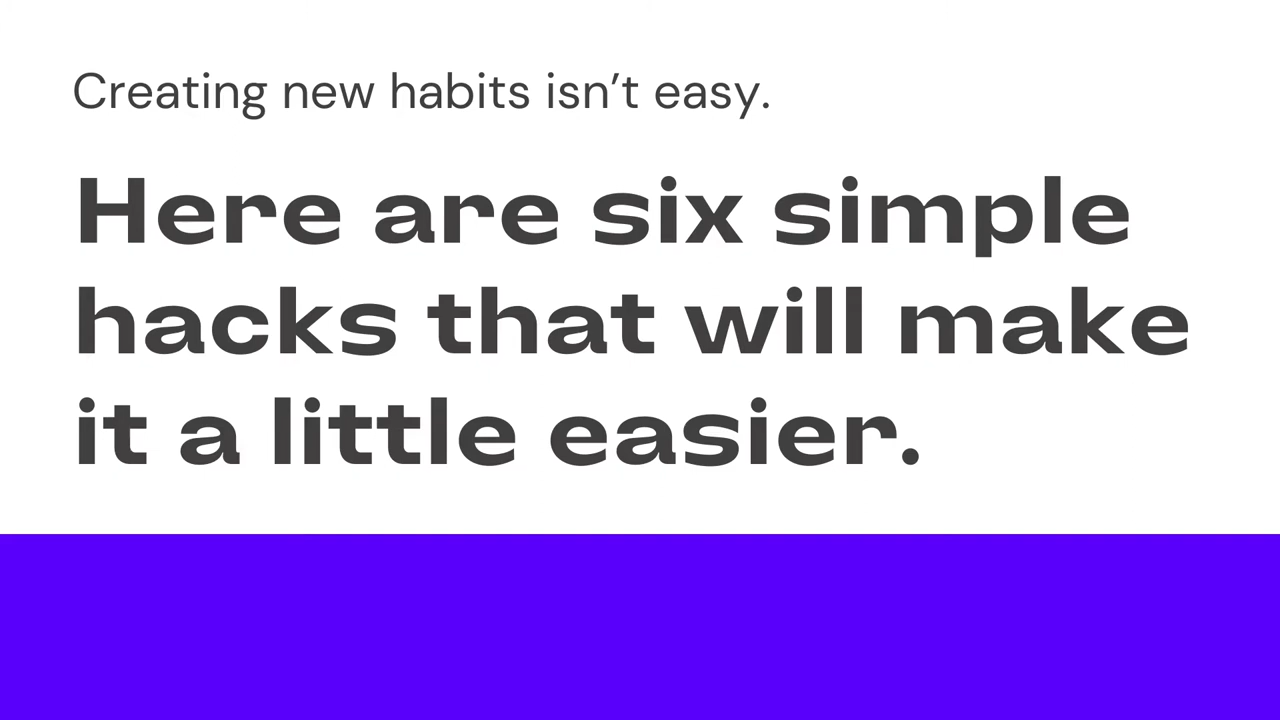 Creating new habits isn’t easy.
Here are six simple
hacks that will make
it a little easier.